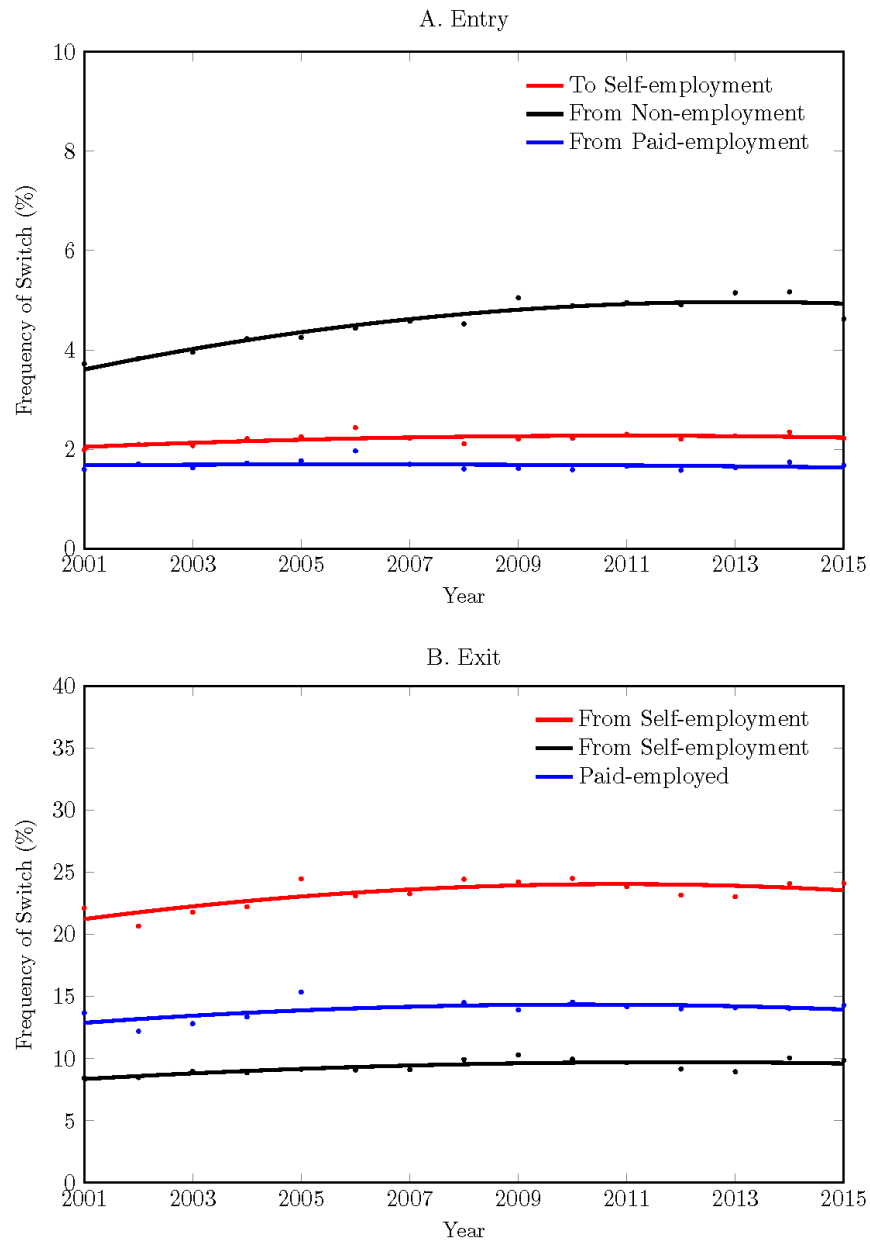 A. Entry
10
8
6
4
2
0
Frequency of Switch (%)
To Self-employment
From Non-employment
From Paid-employment
2001 2003 2005 2007 2009 2011 2013 2015
Year
B. Exit
40
35
30
25
20
15
10
5
0
Frequency of Switch (%)
From Self-employment
From Self-employment
Paid-employed
2001 2003 2005 2007 2009 2011 2013 2015
Year